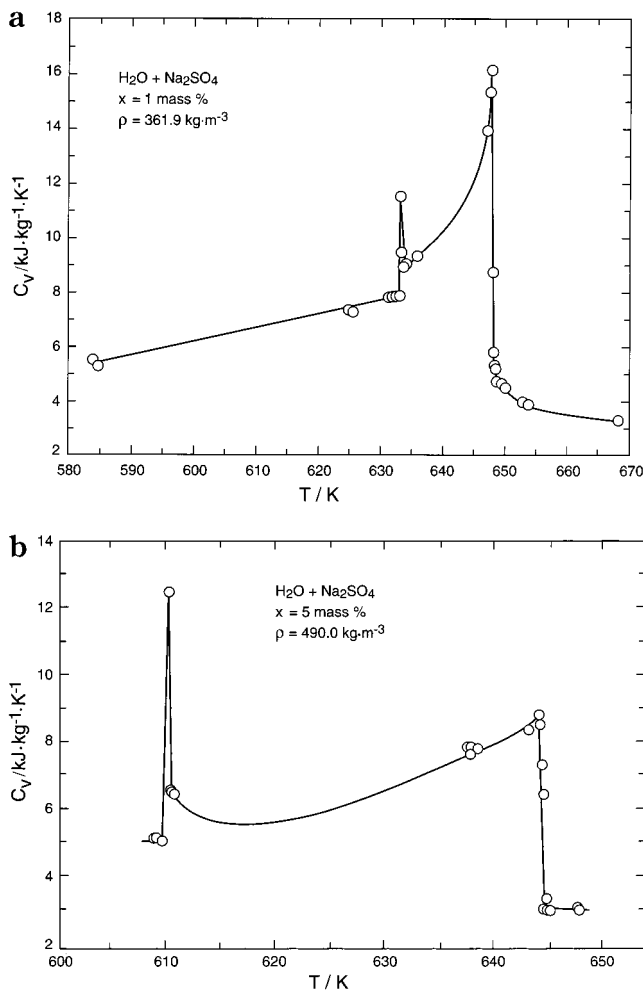 a
18
16
14
12
10
8
6
4
2
C_V/kJ·kg⁻¹·K⁻¹
H₂O + Na₂SO₄
x = 1 mass %
ρ = 361.9 kg·m⁻³
580 590 600 610 620 630 640 650 660 670
T / K
b
14
12
10
8
6
4
2
C_V/kJ·kg⁻¹·K⁻¹
H₂O + Na₂SO₄
x = 5 mass %
ρ = 490.0 kg·m⁻³
600 610 620 630 640 650
T / K